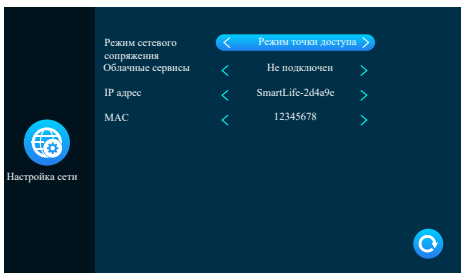 Режим сетевого
сопряжения
Режим точки доступа
Облачные сервисы
Не подключен
IP адрес
SmartLife-2d4a9e
MAC
12345678
Настройка сети